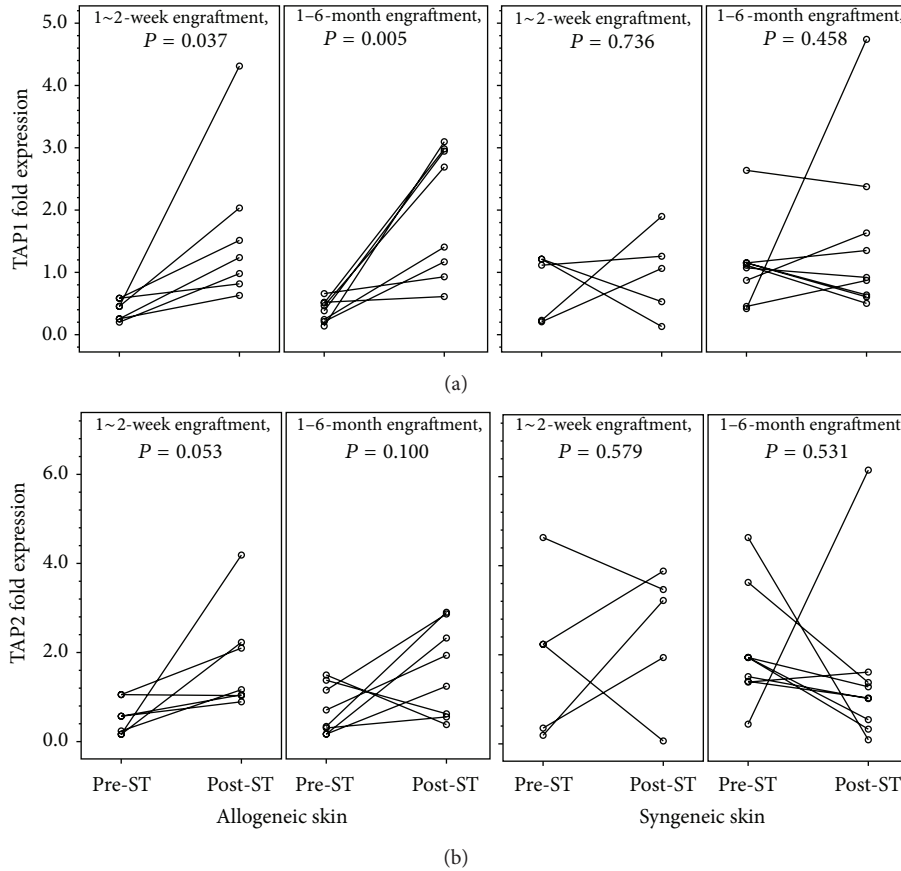 1~2-week engraftment,
P = 0.037
1–6-month engraftment,
P = 0.005
1~2-week engraftment,
P = 0.736
1–6-month engraftment,
P = 0.458
TAP1 fold expression
5.0
4.0
3.0
2.0
1.0
0.0
(a)
1~2-week engraftment,
P = 0.053
1–6-month engraftment,
P = 0.100
1~2-week engraftment,
P = 0.579
1–6-month engraftment
P = 0.531
TAP2 fold expression
6.0
4.0
2.0
0.0
Pre-ST Post-ST Pre-ST Post-ST Pre-ST Post-ST Pre-ST Post-ST
Allogeneic skin Syngeneic skin
(b)